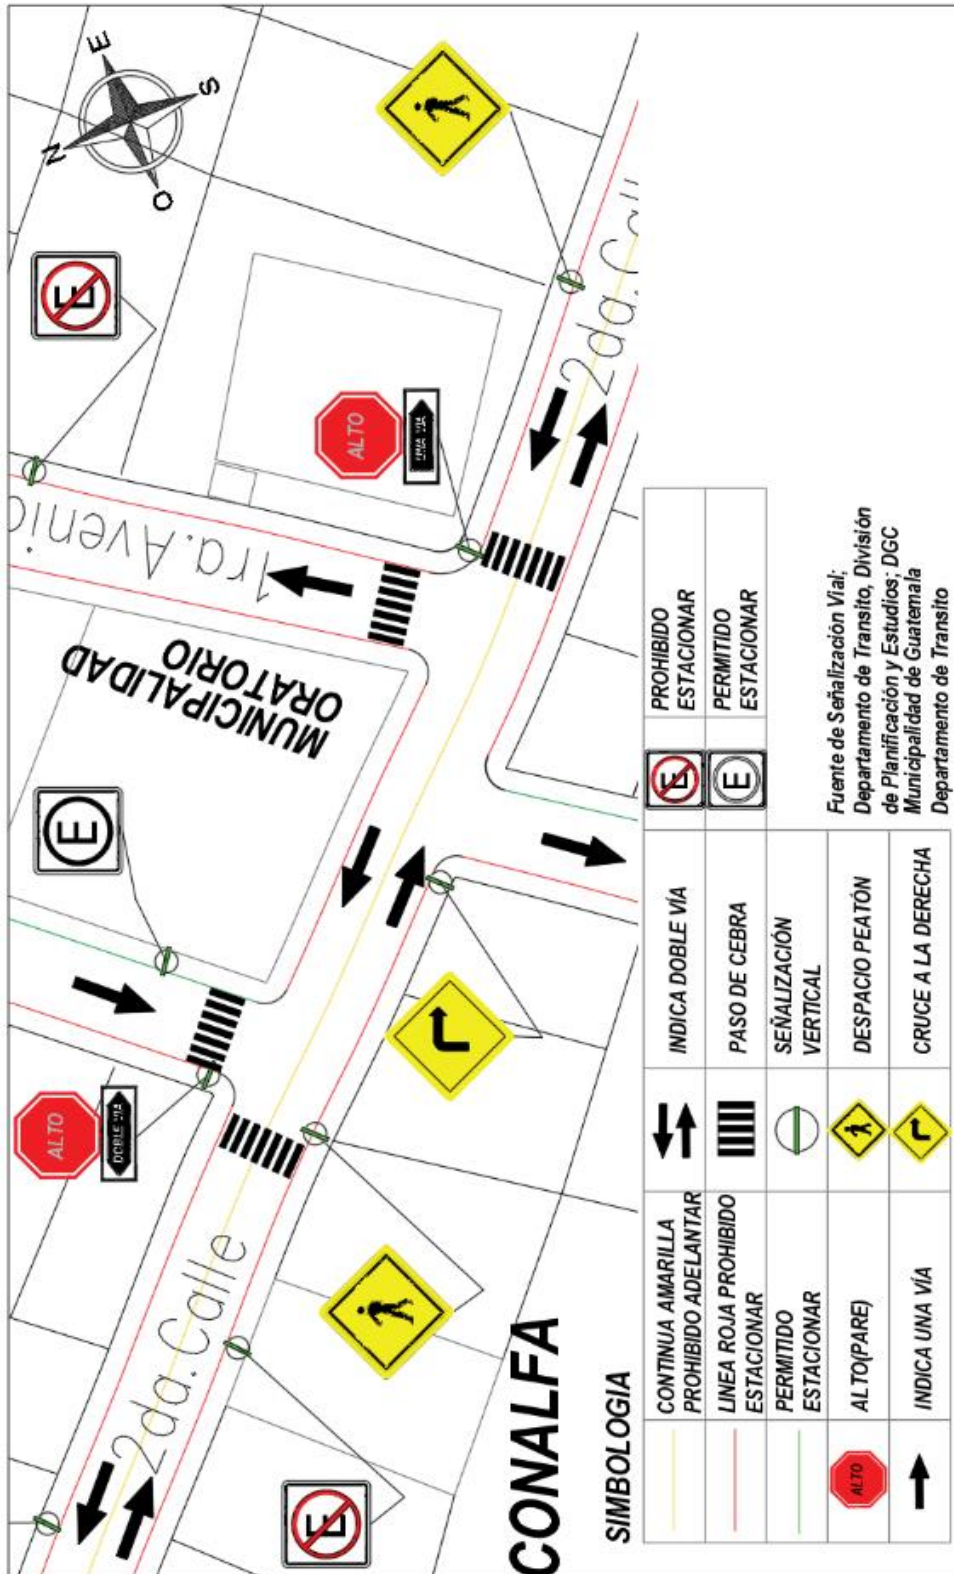 N
E
S
O
E
E
ALTO
UNA VIA
1ra.Aveni
MUNICIPALIDAD
ORATORIO
2da.Call
ALTO
DOBLE VIA
2da.Calle
E
CONALFA
SIMBOLOGIA
CONTINUA AMARILLA
PROHIBIDO ADELANTAR
INDICA DOBLE VÍA
E
PROHIBIDO
ESTACIONAR
LINEA ROJA PROHIBIDO
ESTACIONAR
PASO DE CEBRA
E
PERMITIDO
ESTACIONAR
PERMITIDO
ESTACIONAR
SEÑALIZACIÓN
VERTICAL
ALTO
ALTO(PARE)
DESPACIO PEATÓN
INDICA UNA VÍA
CRUCE A LA DERECHA
Fuente de Señalización Vial;
Departamento de Transito, División
de Planificación y Estudios; DGC
Municipalidad de Guatemala
Departamento de Transito